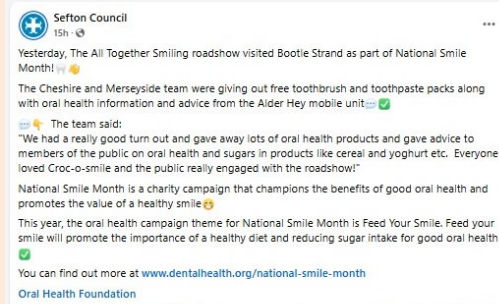 Sefton Council
15h ·
Yesterday, The All Together Smiling roadshow visited Bootle Strand as part of National Smile
Month!🦷👋
The Cheshire and Merseyside team were giving out free toothbrush and toothpaste packs along
with oral health information and advice from the Alder Hey mobile unit💬✅
💬👇 The team said:
"We had a really good turn out and gave away lots of oral health products and gave advice to
members of the public on oral health and sugars in products like cereal and yoghurt etc. Everyone
loved Croc-o-smile and the public really engaged with the roadshow!"
National Smile Month is a charity campaign that champions the benefits of good oral health and
promotes the value of a healthy smile😁
This year, the oral health campaign theme for National Smile Month is Feed Your Smile. Feed your
smile will promote the importance of a healthy diet and reducing sugar intake for good oral health
✅
You can find out more at www.dentalhealth.org/national-smile-month
Oral Health Foundation